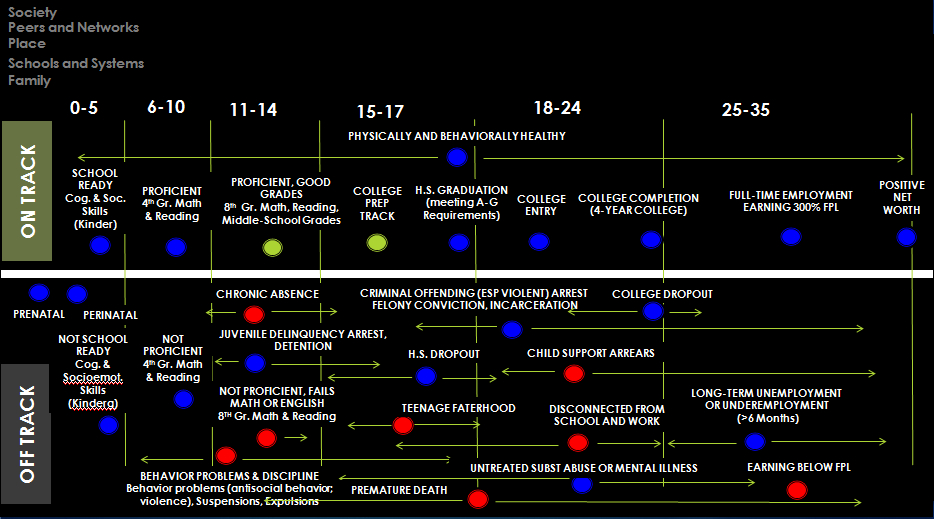 Society
Peers and Networks
Place
Schools and Systems
Family
0-5
6-10
11-14
15-17
18-24
25-35
ON TRACK
PHYSICALLY AND BEHAVIORALLY HEALTHY
SCHOOL
READY
Cog. & Soc.
Skills
(Kinder)
PROFICIENT
4th Gr. Math
& Reading
PROFICIENT, GOOD
GRADES
8th Gr. Math, Reading,
Middle-School Grades
COLLEGE
PREP
TRACK
H.S. GRADUATION
(meeting A-G
Requirements)
COLLEGE
ENTRY
COLLEGE COMPLETION
(4-YEAR COLLEGE)
FULL-TIME EMPLOYMENT
EARNING 300% FPL
POSITIVE
NET
WORTH
OFF TRACK
PRENATAL
PERINATAL
NOT SCHOOL
READY
Cog. &
Socioemot.
Skills
(Kinderg)
NOT
PROFICIENT
4th Gr. Math
& Reading
CHRONIC ABSENCE
JUVENILE DELINQUENCY ARREST,
DETENTION
NOT PROFICIENT, FAILS
MATH OR ENGLISH
8TH Gr. Math & Reading
BEHAVIOR PROBLEMS & DISCIPLINE
Behavior problems (antisocial behavior;
violence), Suspensions, Expulsions
CRIMINAL OFFENDING (ESP VIOLENT) ARREST
FELONY CONVICTION, INCARCERATION
COLLEGE DROPOUT
H.S. DROPOUT
CHILD SUPPORT ARREARS
TEENAGE FATERHOOD
DISCONNECTED FROM
SCHOOL AND WORK
LONG-TERM UNEMPLOYMENT
OR UNDEREMPLOYMENT
(>6 Months)
UNTREATED SUBST ABUSE OR MENTAL ILLNESS
EARNING BELOW FPL
PREMATURE DEATH